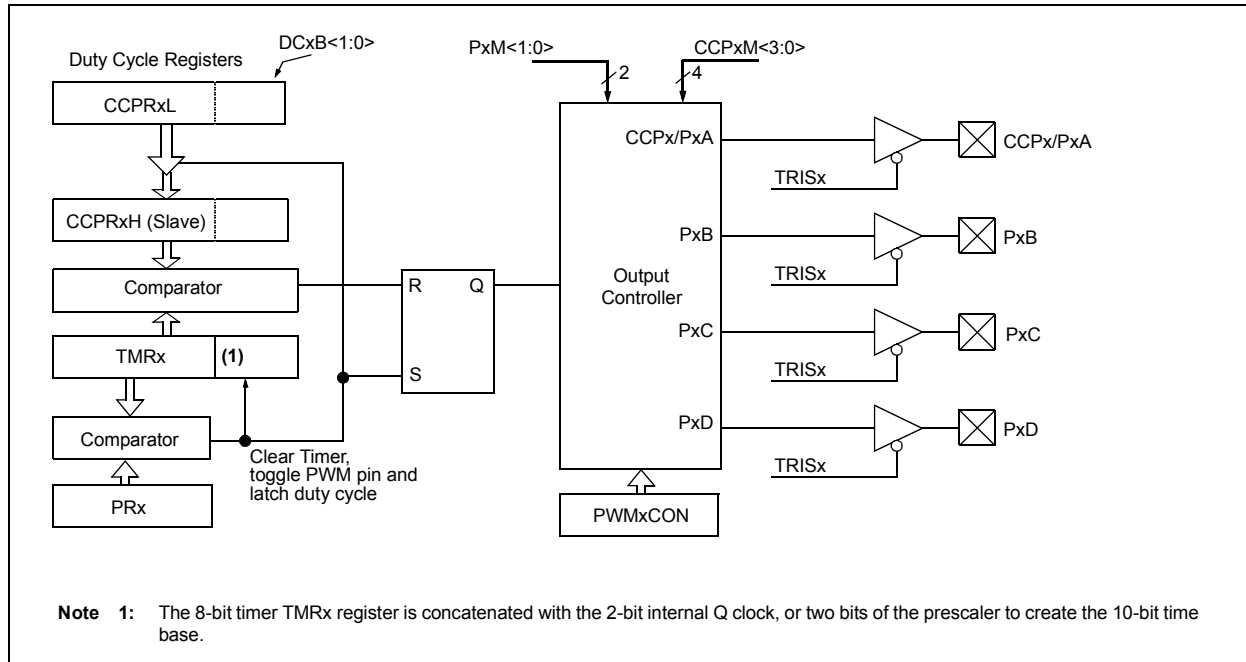 DCxB<1:0>
Duty Cycle Registers
CCPRxL
CCPRxH (Slave)
Comparator
TMRx
(1)
Comparator
PRx
Clear Timer,
toggle PWM pin and
latch duty cycle
R
Q
S
PxM<1:0>
2
CCPxM<3:0>
4
Output
Controller
CCPx/PxA
PxB
PxC
PxD
PWMxCON
TRISx
CCPx/PxA
TRISx
PxB
TRISx
PxC
TRISx
PxD
Note 1: The 8-bit timer TMRx register is concatenated with the 2-bit internal Q clock, or two bits of the prescaler to create the 10-bit time
base.